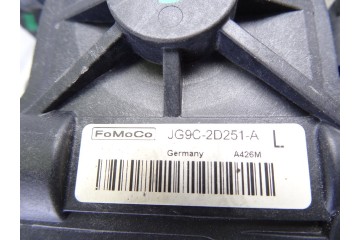 FoMoCo JG9C-2D251-A L
Germany A426M